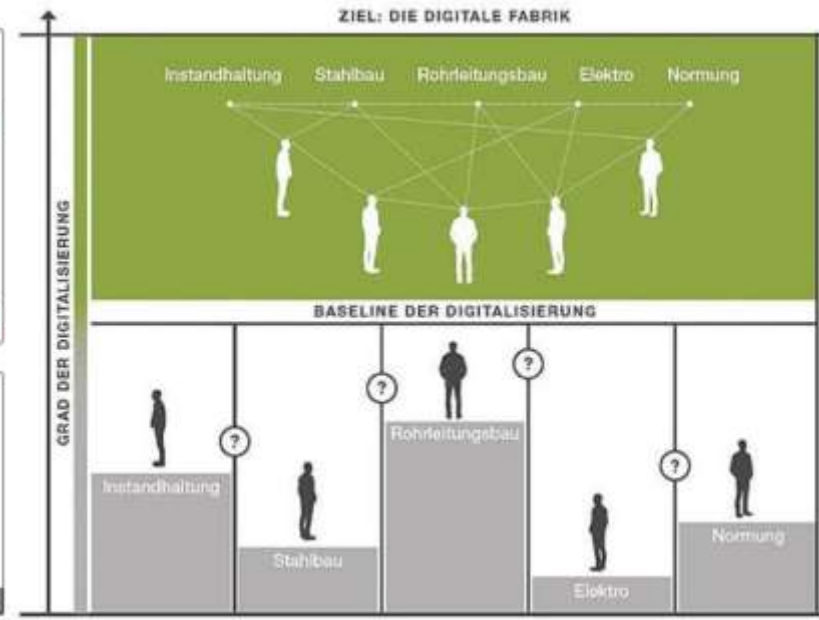 ZIEL: DIE DIGITALE FABRIK
Instandhaltung Stahlbau Rohrleitungsbau Elektro Normung
GRAD DER DIGITALISIERUNG
BASELINE DER DIGITALISIERUNG
? ? ? ?
Rohrleitungsbau
Instandhaltung
Normung
Stahlbau
Elektro